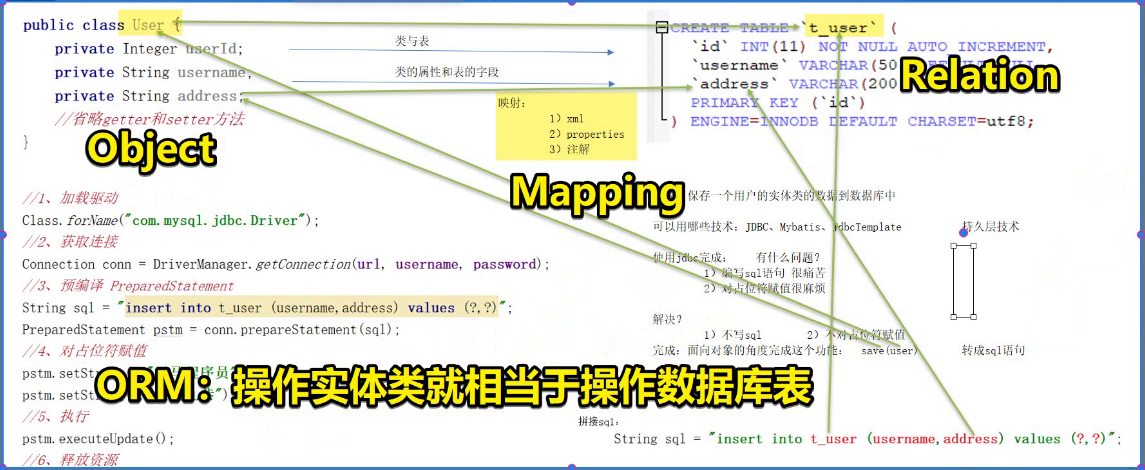 public class User {
private Integer userId;
private String username;
private String address;
//省略getter和setter方法
}
Object
类与表
类的属性和表的字段
映射:
1) xml
2) properties
3) 注解
Mapping
CREATE TABLE `t_user` (
`id` INT(11) NOT NULL AUTO_INCREMENT,
`username` VARCHAR(50
`address` VARCHAR(200
PRIMARY KEY (`id`)
) ENGINE=INNODB DEFAULT CHARSET=utf8;
Relation
//1、加载驱动
Class.forName("com.mysql.jdbc.Driver");
//2、获取连接
Connection conn = DriverManager.getConnection(url, username, password);
//3、预编译 PreparedStatement
String sql = "insert into t_user (username,address) values (?,?)";
PreparedStatement pstm = conn.prepareStatement(sql);
//4、对占位符赋值
pstm.setStr 程序员"
pstm.setStr
//5、执行
pstm.executeUpdate();
//6、释放资源
ORM：操作实体类就相当于操作数据库表
保存一个用户的实体类的数据到数据库中
可以用哪些技术：JDBC、Mybatis、JdbcTemplate 持久层技术
使用jdbc完成： 有什么问题?
1) 编写sql语句 很痛苦
2) 对占位符赋值很麻烦
解决?
1) 不写sql 2) 不对占位符赋值
完成：面向对象的角度完成这个功能： save(user) 转成sql语句
拼接sql:
String sql = "insert into t_user (username,address) values (?,?)";